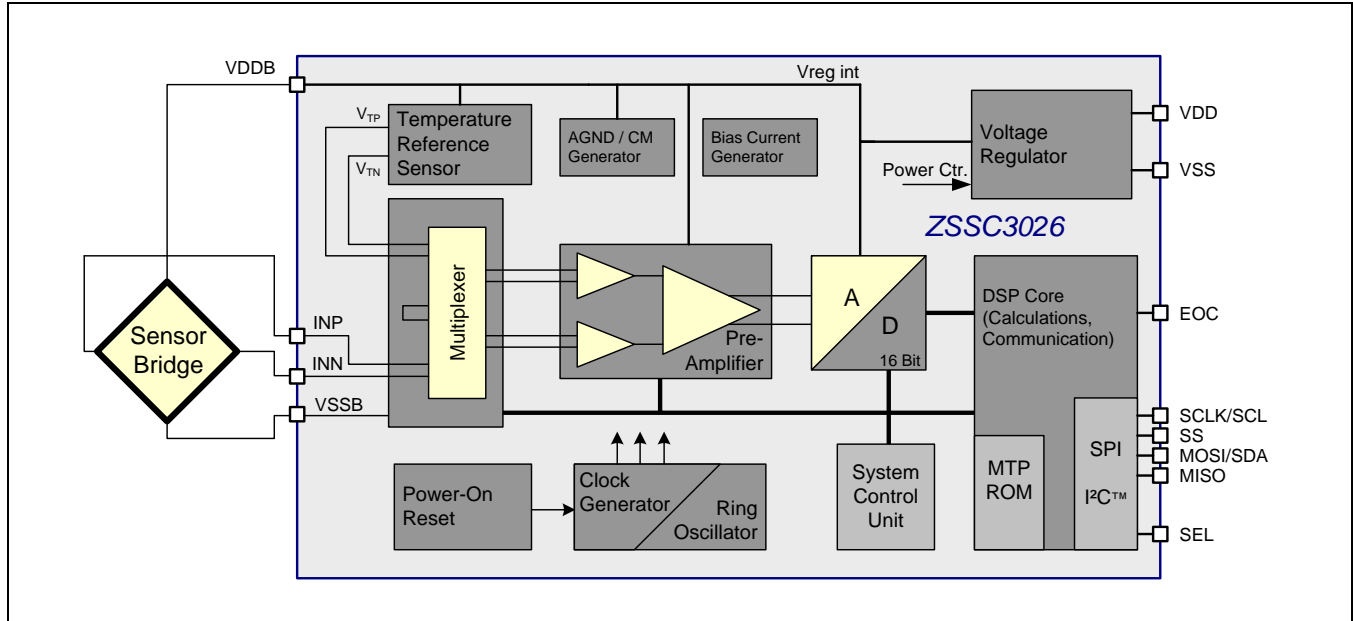 VDDB
Vreg int
V_TP
V_TN
Temperature
Reference
Sensor
AGND / CM
Generator
Bias Current
Generator
Voltage
Regulator
Power Ctr.
VDD
VSS
ZSSC3026
Multiplexer
Pre-
Amplifier
A
D
16 Bit
DSP Core
(Calculations,
Communication)
EOC
Sensor
Bridge
INP
INN
VSSB
SCLK/SCL
SS
MOSI/SDA
MISO
SEL
Power-On
Reset
Clock
Generator
Ring
Oscillator
System
Control
Unit
MTP
ROM
SPI
I²C™